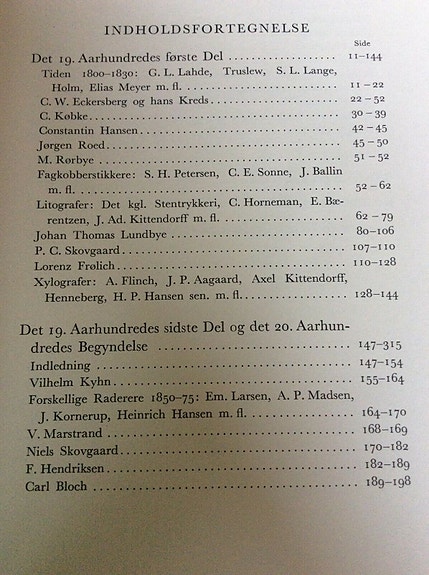 INDHOLDSFORTEGNELSE
Side
Det 19. Aarhundredes første Del .................. 11–144
Tiden 1800–1830: G. L. Lahde, Truslew, S. L. Lange,
Holm, Elias Meyer m. fl. .......................... 11–22
C. W. Eckersberg og hans Kreds .................. 22–52
C. Købke ........................................ 30–39
Constantin Hansen ............................... 42–45
Jørgen Roed ..................................... 45–50
M. Rørbye ....................................... 51–52
Fagkobberstikkere: S. H. Petersen, C. E. Sonne, J. Ballin
m. fl. .......................................... 52–62
Litografer: Det kgl. Stentrykkeri, C. Horneman, E. Bæ-
rentzen, J. Ad. Kittendorff m. fl. ................ 62–79
Johan Thomas Lundbye ............................ 80–106
P. C. Skovgaard ................................. 107–110
Lorenz Frølich .................................. 110–128
Xylografer: A. Flinch, J. P. Aagaard, Axel Kittendorff,
Henneberg, H. P. Hansen sen. m. fl. ............... 128–144
Det 19. Aarhundredes sidste Del og det 20. Aarhun-
dredes Begyndelse ............................... 147–315
Indledning ...................................... 147–154
Vilhelm Kyhn .................................... 155–164
Forskellige Raderere 1850–75: Em. Larsen, A. P. Madsen,
J. Kornerup, Heinrich Hansen m. fl. ............... 164–170
V. Marstrand .................................... 168–169
Niels Skovgaard ................................. 170–182
F. Hendriksen ................................... 182–189
Carl Bloch ...................................... 189–198